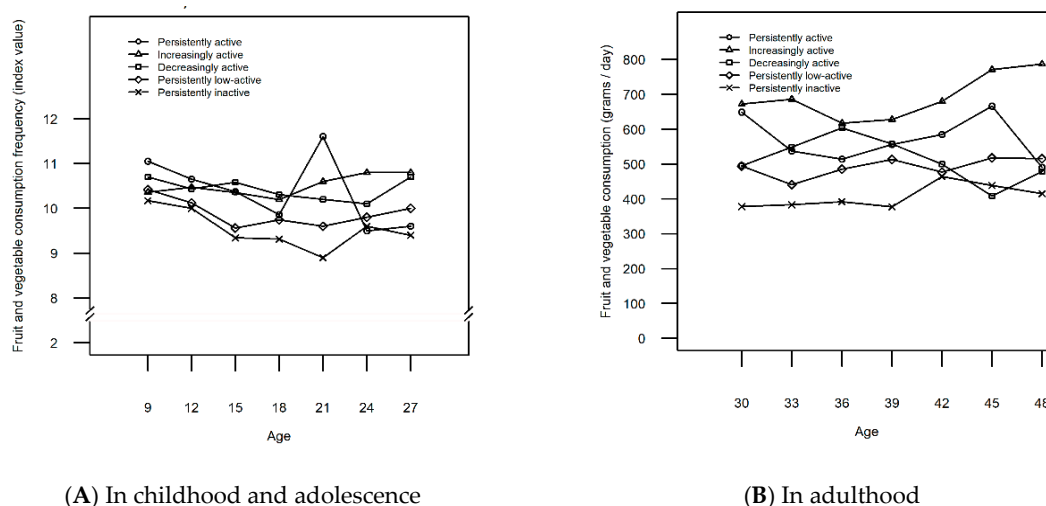 Persistently active
Increasingly active
Decreasingly active
Persistently low-active
Persistently inactive
Fruit and vegetable consumption frequency (index value)
12
11
10
9
8
2
9 12 15 18 21 24 27
Age
(A) In childhood and adolescence
Persistently active
Increasingly active
Decreasingly active
Persistently low-active
Persistently inactive
Fruit and vegetable consumption (grams / day)
800
700
600
500
400
300
200
100
0
30 33 36 39 42 45 48
Age
(B) In adulthood